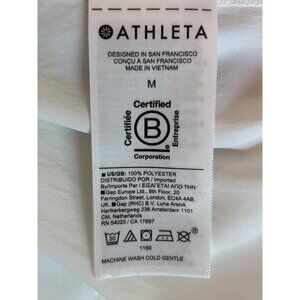 ATHLETA
DESIGNED IN SAN FRANCISCO
CONÇU À SAN FRANCISCO
MADE IN VIETNAM
M
Certified
Certifiée
B
Entreprise
Corporation
US/GB: 100% POLYESTER
DISTRIBUIDO POR / Imported
By/Importe Par / ΕΙΣΑΓΕΤΑΙ ΑΠΟ ΤΗΝ:
Gap Europe Ltd., 8th Floor, 20
Farringdon Street, London, EC4A 4AB,
UK; Gap (RHC) B.V. Luna ArenA
Herikerbergweg 238 Amsterdam 1101
CM, Netherlands
RN 54023 / CA 17897
30
1166
MACHINE WASH COLD GENTLE